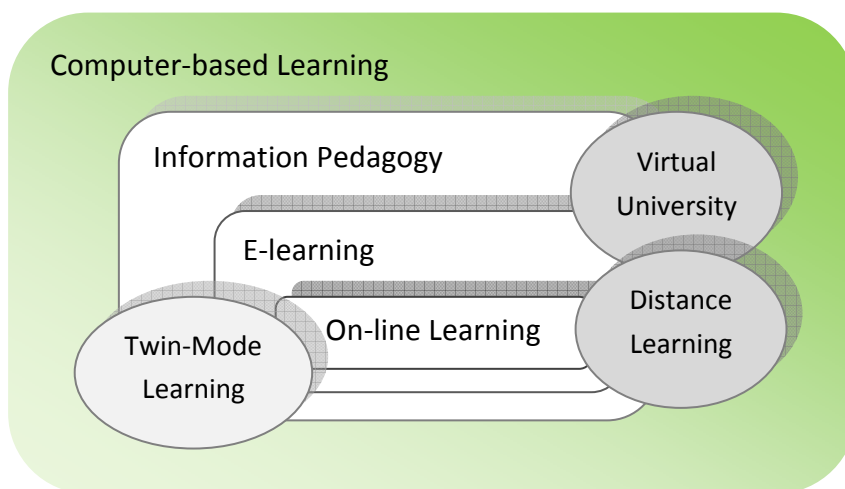 Computer-based Learning
Information Pedagogy
Virtual
University
E-learning
Distance
Learning
On-line Learning
Twin-Mode
Learning